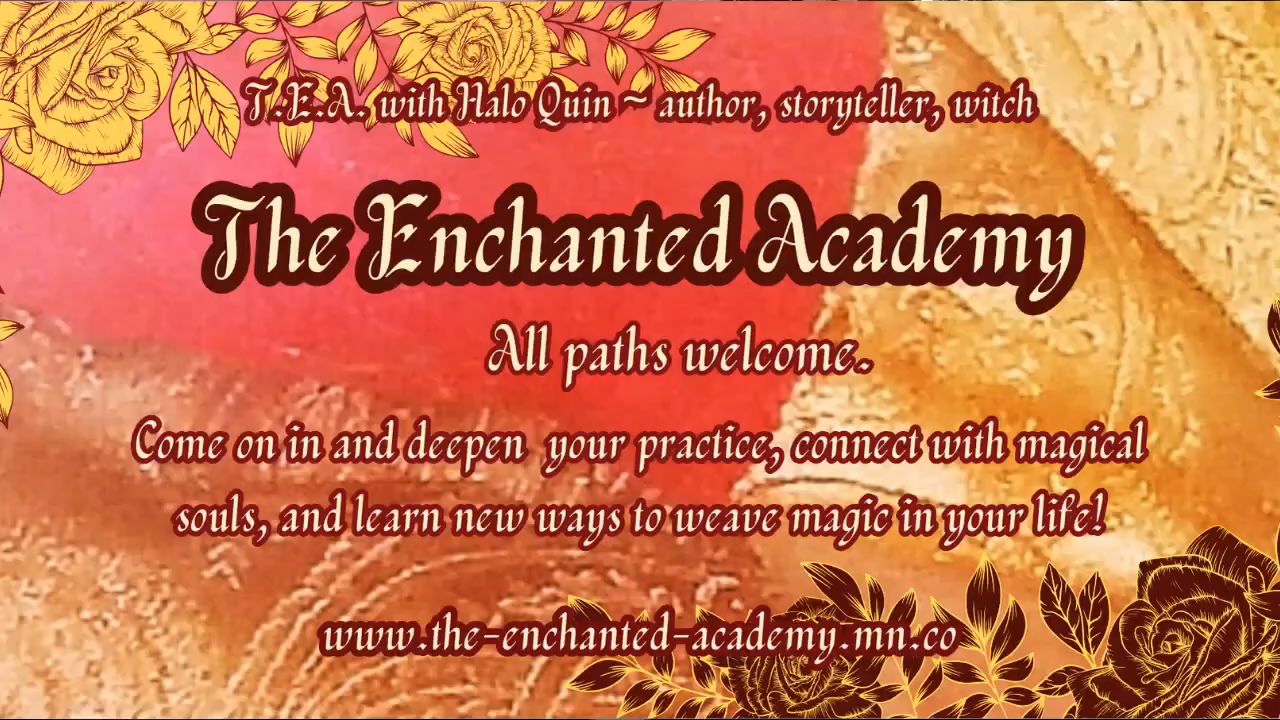 T.E.A. with Halo Quin ~ author, storyteller, witch
The Enchanted Academy
All paths welcome.
Come on in and deepen your practice, connect with magical
souls, and learn new ways to weave magic in your life!
www.the-enchanted-academy.mn.co